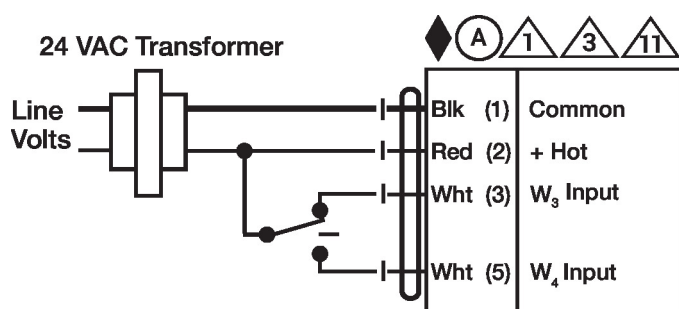 24 VAC Transformer
A 1 3 11
Line Volts
Blk (1) Common
Red (2) + Hot
Wht (3) W3 Input
Wht (5) W4 Input